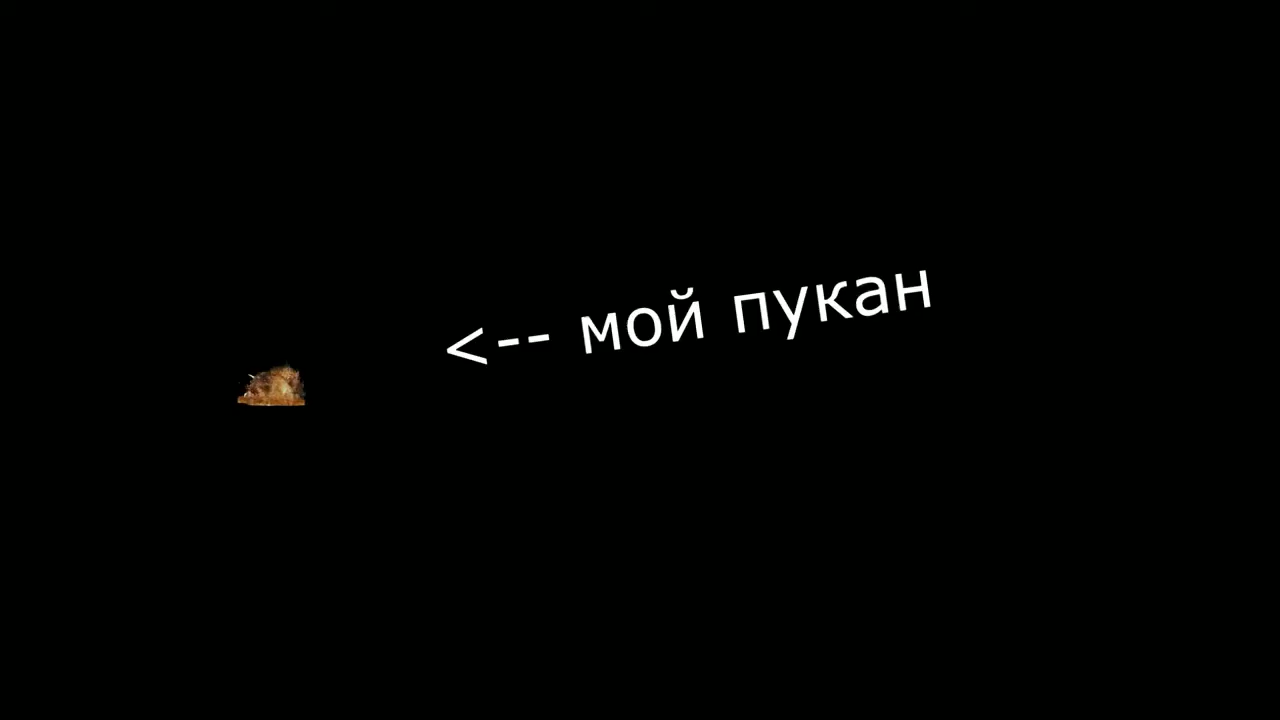 <-- мой пукан